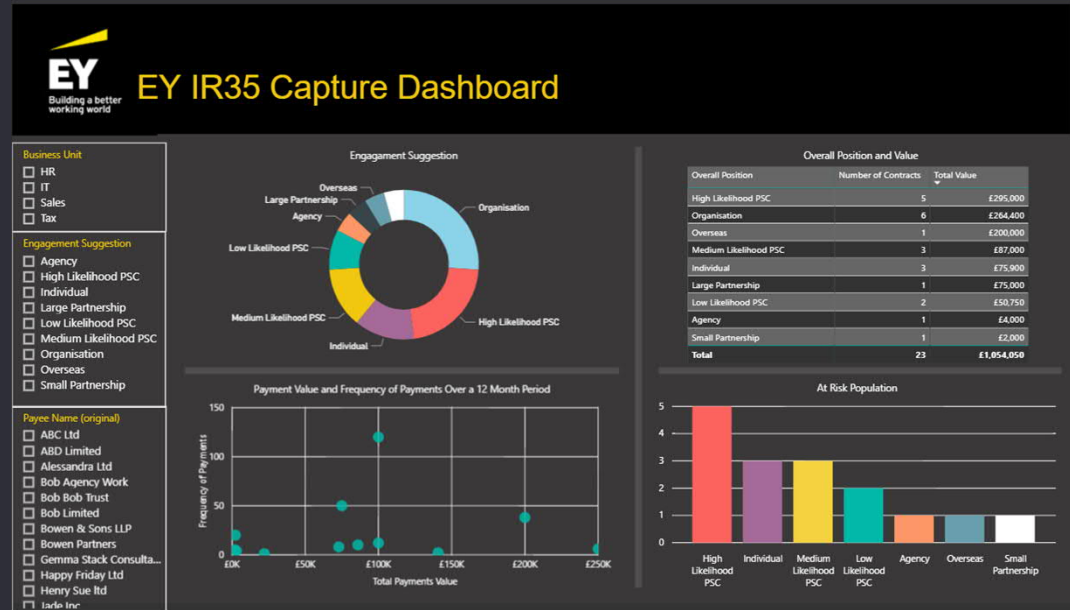 EY
Building a better
working world
EY IR35 Capture Dashboard
Business Unit
HR
IT
Sales
Tax
Engagement Suggestion
Agency
High Likelihood PSC
Individual
Large Partnership
Low Likelihood PSC
Medium Likelihood PSC
Organisation
Overseas
Small Partnership
Payee Name (original)
ABC Ltd
ABD Limited
Alessandra Ltd
Bob Agency Work
Bob Bob Trust
Bob Limited
Bowen & Sons LLP
Bowen Partners
Gemma Stack Consulta...
Happy Friday Ltd
Henry Sue ltd
Jade Inc
Engagament Suggestion
Overseas
Large Partnership
Agency
Low Likelihood PSC
Medium Likelihood PSC
Individual
Organisation
High Likelihood PSC
Overall Position and Value
Overall Position Number of Contracts Total Value
High Likelihood PSC 5 £295,000
Organisation 6 £264,400
Overseas 1 £200,000
Medium Likelihood PSC 3 £87,000
Individual 3 £75,900
Large Partnership 1 £75,000
Low Likelihood PSC 2 £50,750
Agency 1 £4,000
Small Partnership 1 £2,000
Total 23 £1,054,050
Payment Value and Frequency of Payments Over a 12 Month Period
Frequency of Payments
150
100
50
0
£0K £50K £100K £150K £200K £250K
Total Payments Value
At Risk Population
5
4
3
2
1
0
High Likelihood PSC
Individual
Medium Likelihood PSC
Low Likelihood PSC
Agency
Overseas
Small Partnership